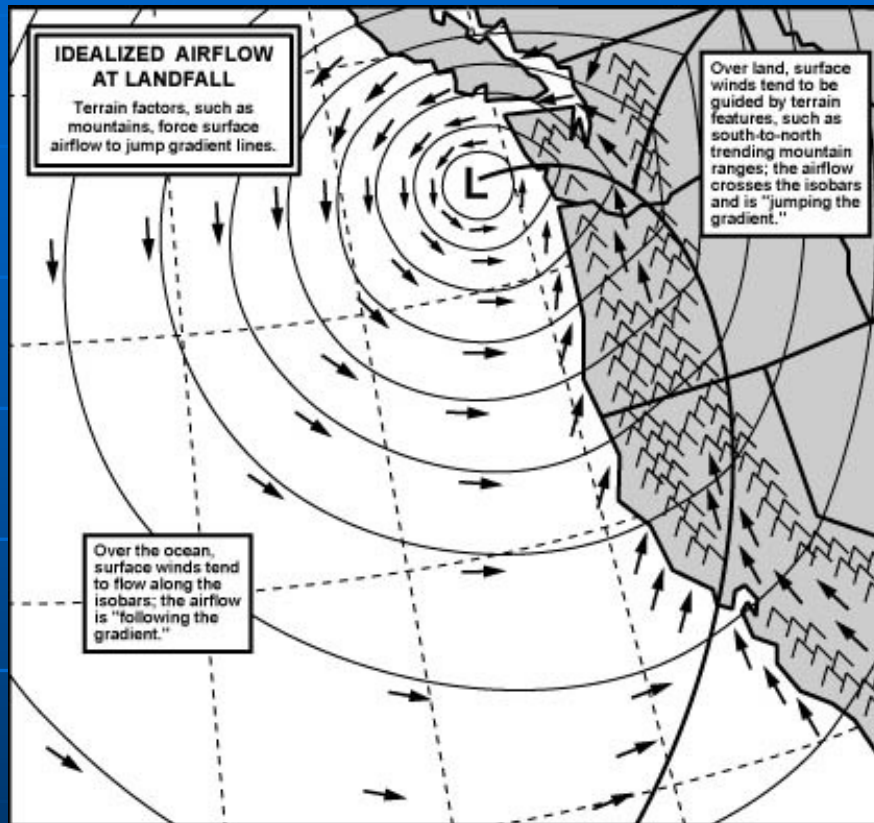 IDEALIZED AIRFLOW
AT LANDFALL
Terrain factors, such as
mountains, force surface
airflow to jump gradient lines.
Over land, surface
winds tend to be
guided by terrain
features, such as
south-to-north
trending mountain
ranges; the airflow
crosses the isobars
and is "jumping the
gradient."
L
Over the ocean,
surface winds tend
to flow along the
isobars; the airflow
is "following the
gradient."